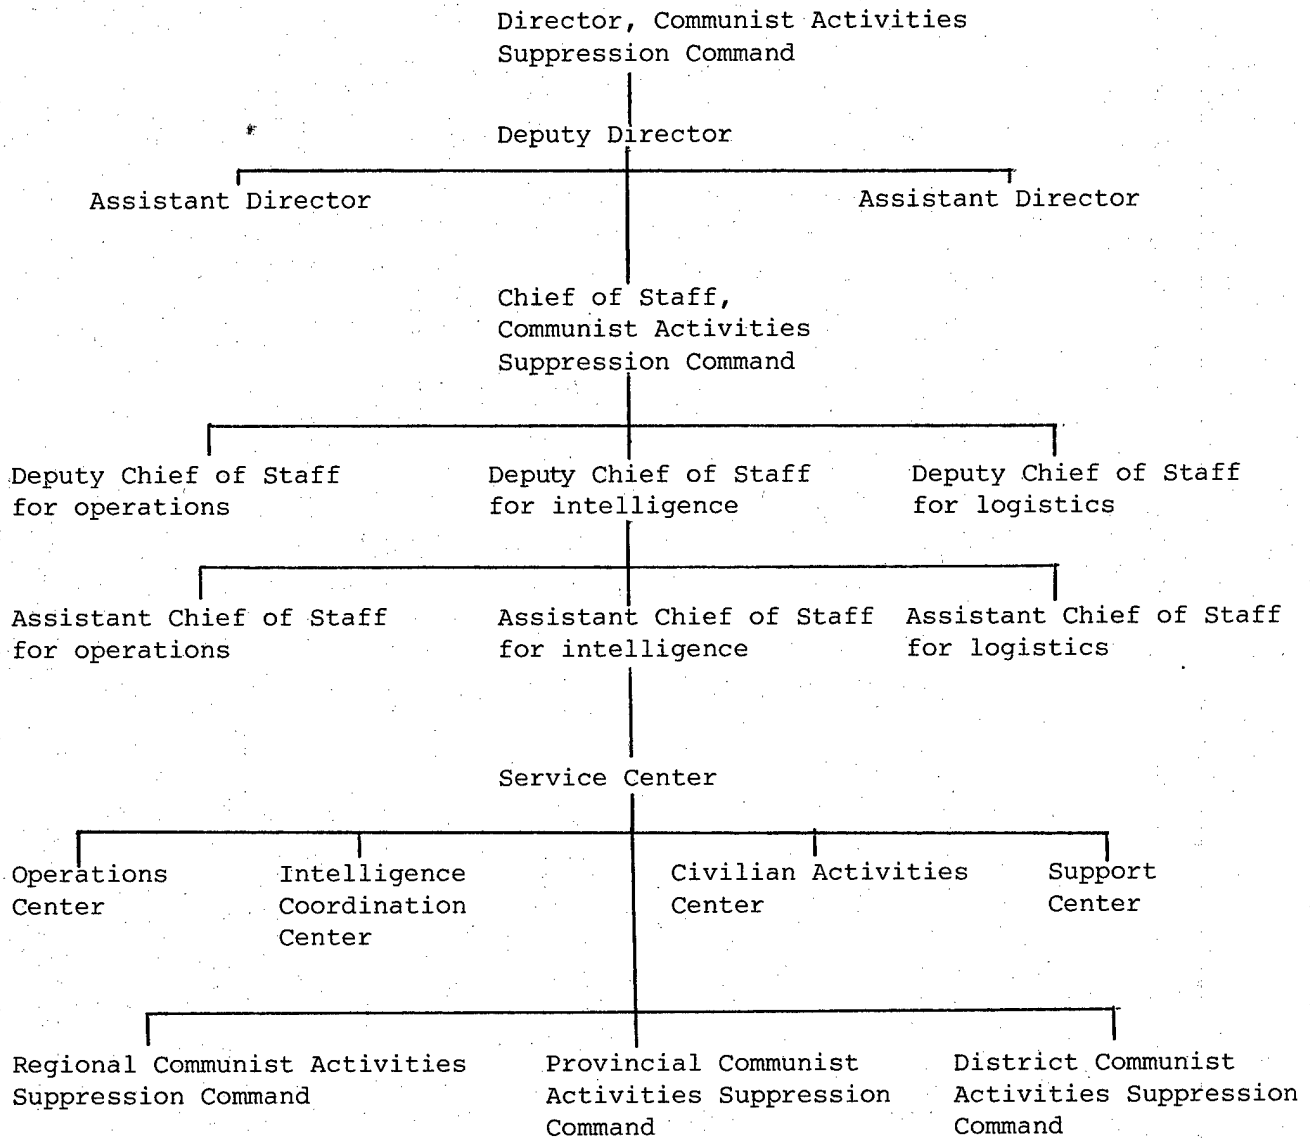 Director, Communist Activities
Suppression Command
Deputy Director
Assistant Director
Assistant Director
Chief of Staff,
Communist Activities
Suppression Command
Deputy Chief of Staff
for operations
Deputy Chief of Staff
for intelligence
Deputy Chief of Staff
for logistics
Assistant Chief of Staff
for operations
Assistant Chief of Staff
for intelligence
Assistant Chief of Staff
for logistics
Service Center
Operations
Center
Intelligence
Coordination
Center
Civilian Activities
Center
Support
Center
Regional Communist Activities
Suppression Command
Provincial Communist
Activities Suppression
Command
District Communist
Activities Suppression
Command